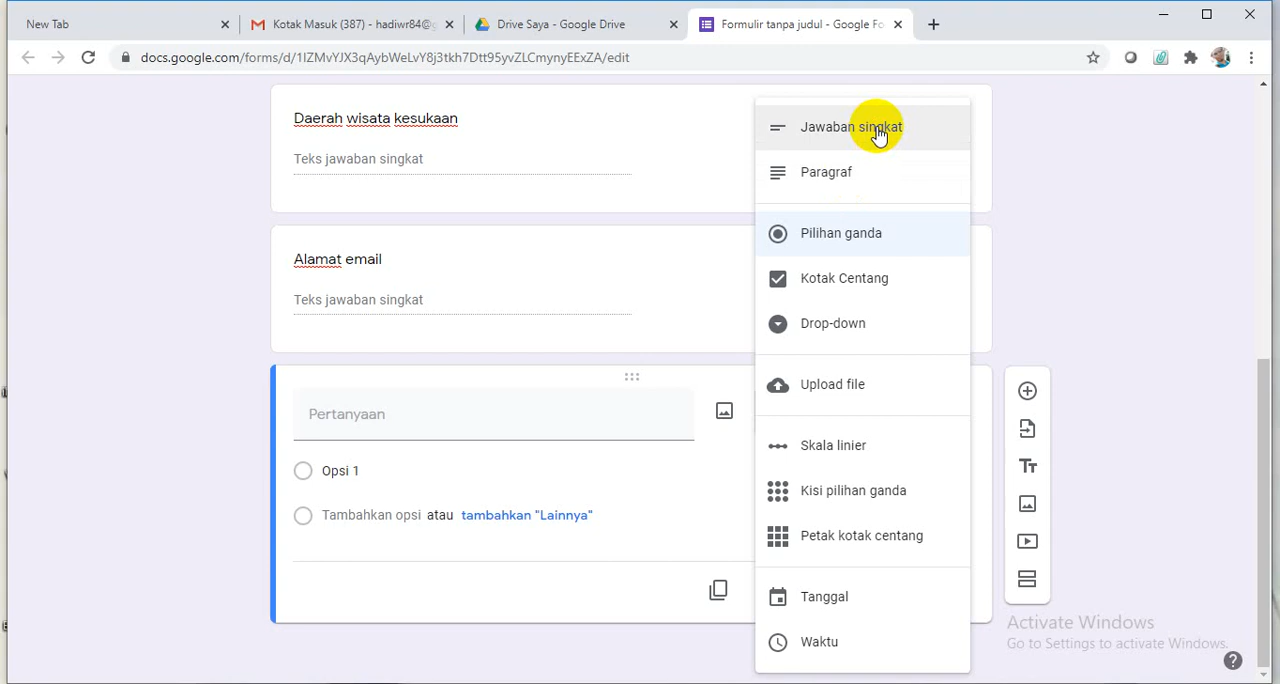 New Tab
Kotak Masuk (387) - hadiwr84@g
Drive Saya - Google Drive
Formulir tanpa judul - Google Fo
docs.google.com/forms/d/1IZMvYJX3qAybWeLvY8j3tkh7Dtt95yvZLCmynyEExZA/edit
Daerah wisata kesukaan
Teks jawaban singkat
Alamat email
Teks jawaban singkat
Pertanyaan
Opsi 1
Tambahkan opsi atau tambahkan "Lainnya"
Jawaban singkat
Paragraf
Pilihan ganda
Kotak Centang
Drop-down
Upload file
Skala linier
Kisi pilihan ganda
Petak kotak centang
Tanggal
Waktu
Tт
Activate Windows
Go to Settings to activate Windows.